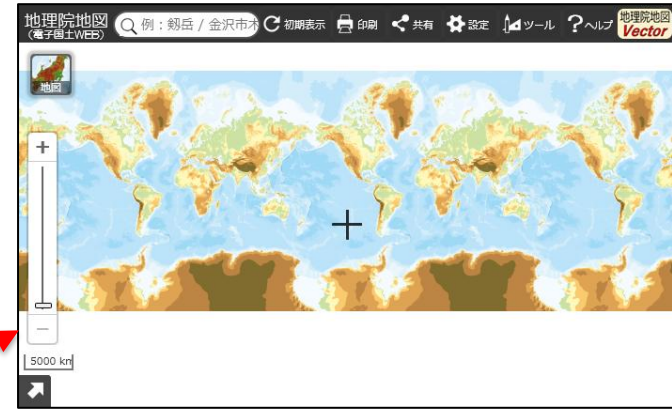 地理院地図
(電子国土WEB)
例：剱岳 / 金沢市木
初期表示
印刷
共有
設定
ツール
ヘルプ
地理院地図
Vector
地図
+
−
5000 km